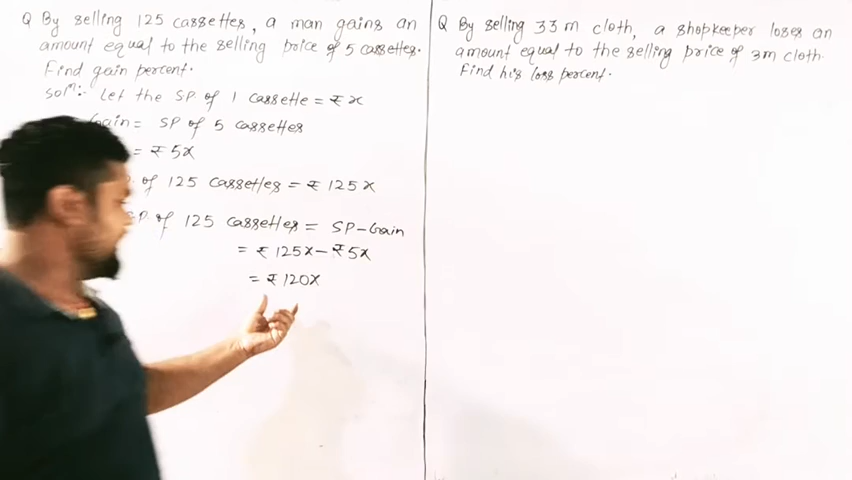 Q By selling 125 cassettes, a man gains an
amount equal to the selling price of 5 cassettes.
Find gain percent.
Solⁿ:- Let the SP of 1 cassette = ₹ x
Gain = SP of 5 cassettes
= ₹ 5x
P. of 125 cassettes = ₹ 125x
P. of 125 cassettes = SP - Gain
= ₹ 125x - ₹ 5x
= ₹ 120x
Q By selling 33 m cloth, a shopkeeper loses an
amount equal to the selling price of 3m cloth.
Find his loss percent.